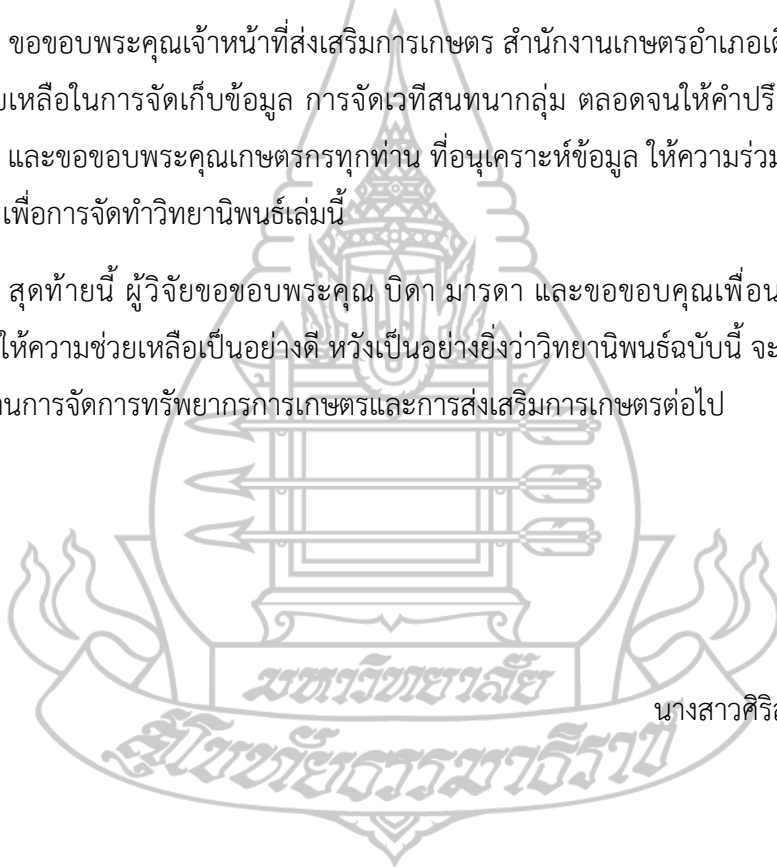 ขอขอบพระคุณเจ้าหน้าที่ส่งเสริมการเกษตร สำนักงานเกษตรอำเภอ
เหลือในการจัดเก็บข้อมูล การจัดเวทีสนทนากลุ่ม ตลอดจนให้คำ
และขอขอบพระคุณเกษตรกรทุกท่าน ที่อนุเคราะห์ข้อมูล ให้ความร่วม
เพื่อการจัดทำวิทยานิพนธ์เล่มนี้
สุดท้ายนี้ ผู้วิจัยขอขอบพระคุณ บิดา มารดา และขอขอบคุณเพื่อน
ให้ความช่วยเหลือเป็นอย่างดี หวังเป็นอย่างยิ่งว่าวิทยานิพนธ์ฉบับนี้ จะ
านการจัดการทรัพยากรการเกษตรและการส่งเสริมการเกษตรต่อไป
มหาวิทยาลัย
นางสาวศิริ
สุโขทัยธรรมาธิราช